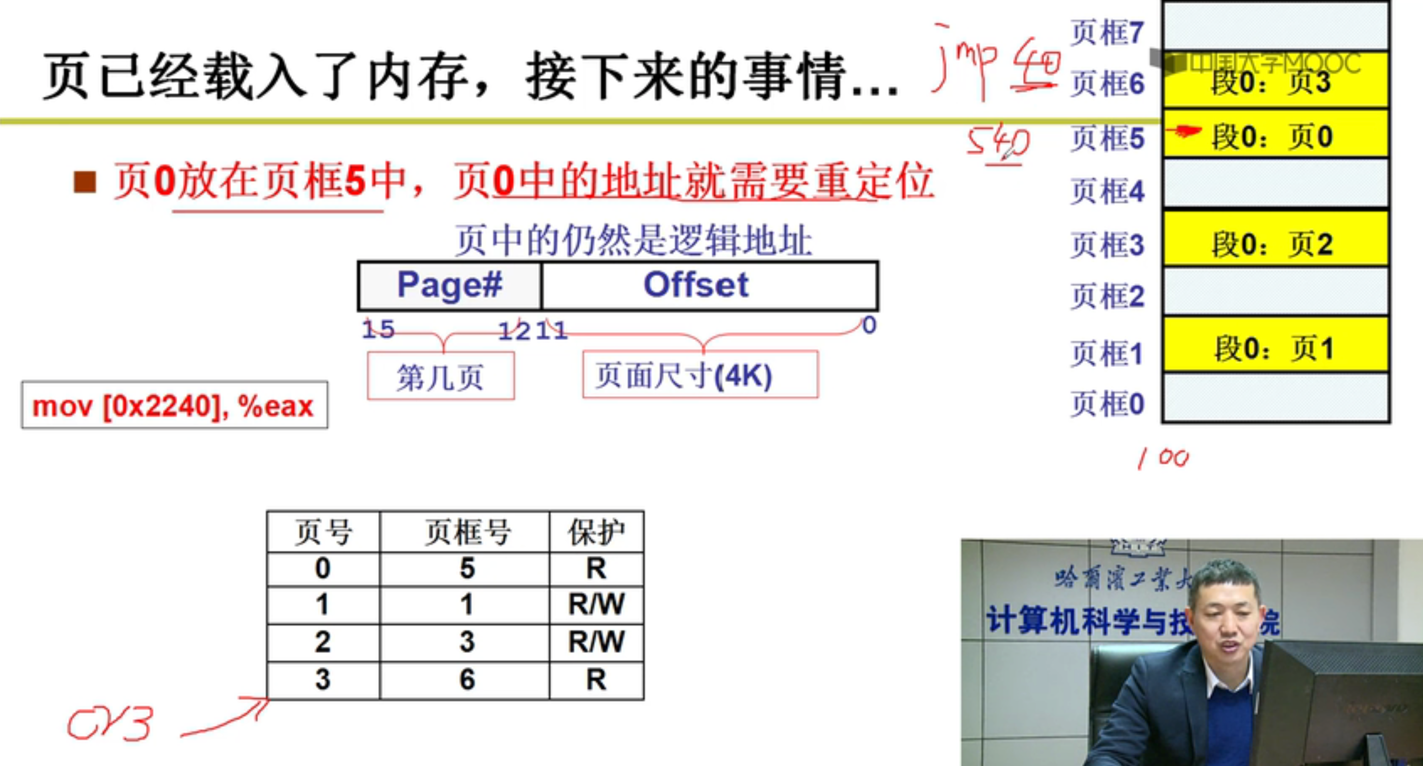 页已经载入了内存，接下来的事情...
jmp 40
540
■ 页0放在页框5中，页0中的地址就需要重定位
页中的仍然是逻辑地址
Page# Offset
15 12 11 0
第几页 页面尺寸(4K)
mov [0x2240], %eax
页号 页框号 保护
0 5 R
1 1 R/W
2 3 R/W
3 6 R
cr3
页框7
中国大学MOOC
页框6 段0：页3
页框5 段0：页0
页框4
页框3 段0：页2
页框2
页框1 段0：页1
页框0
100
哈爾濱工業大
计算机科学与技 院